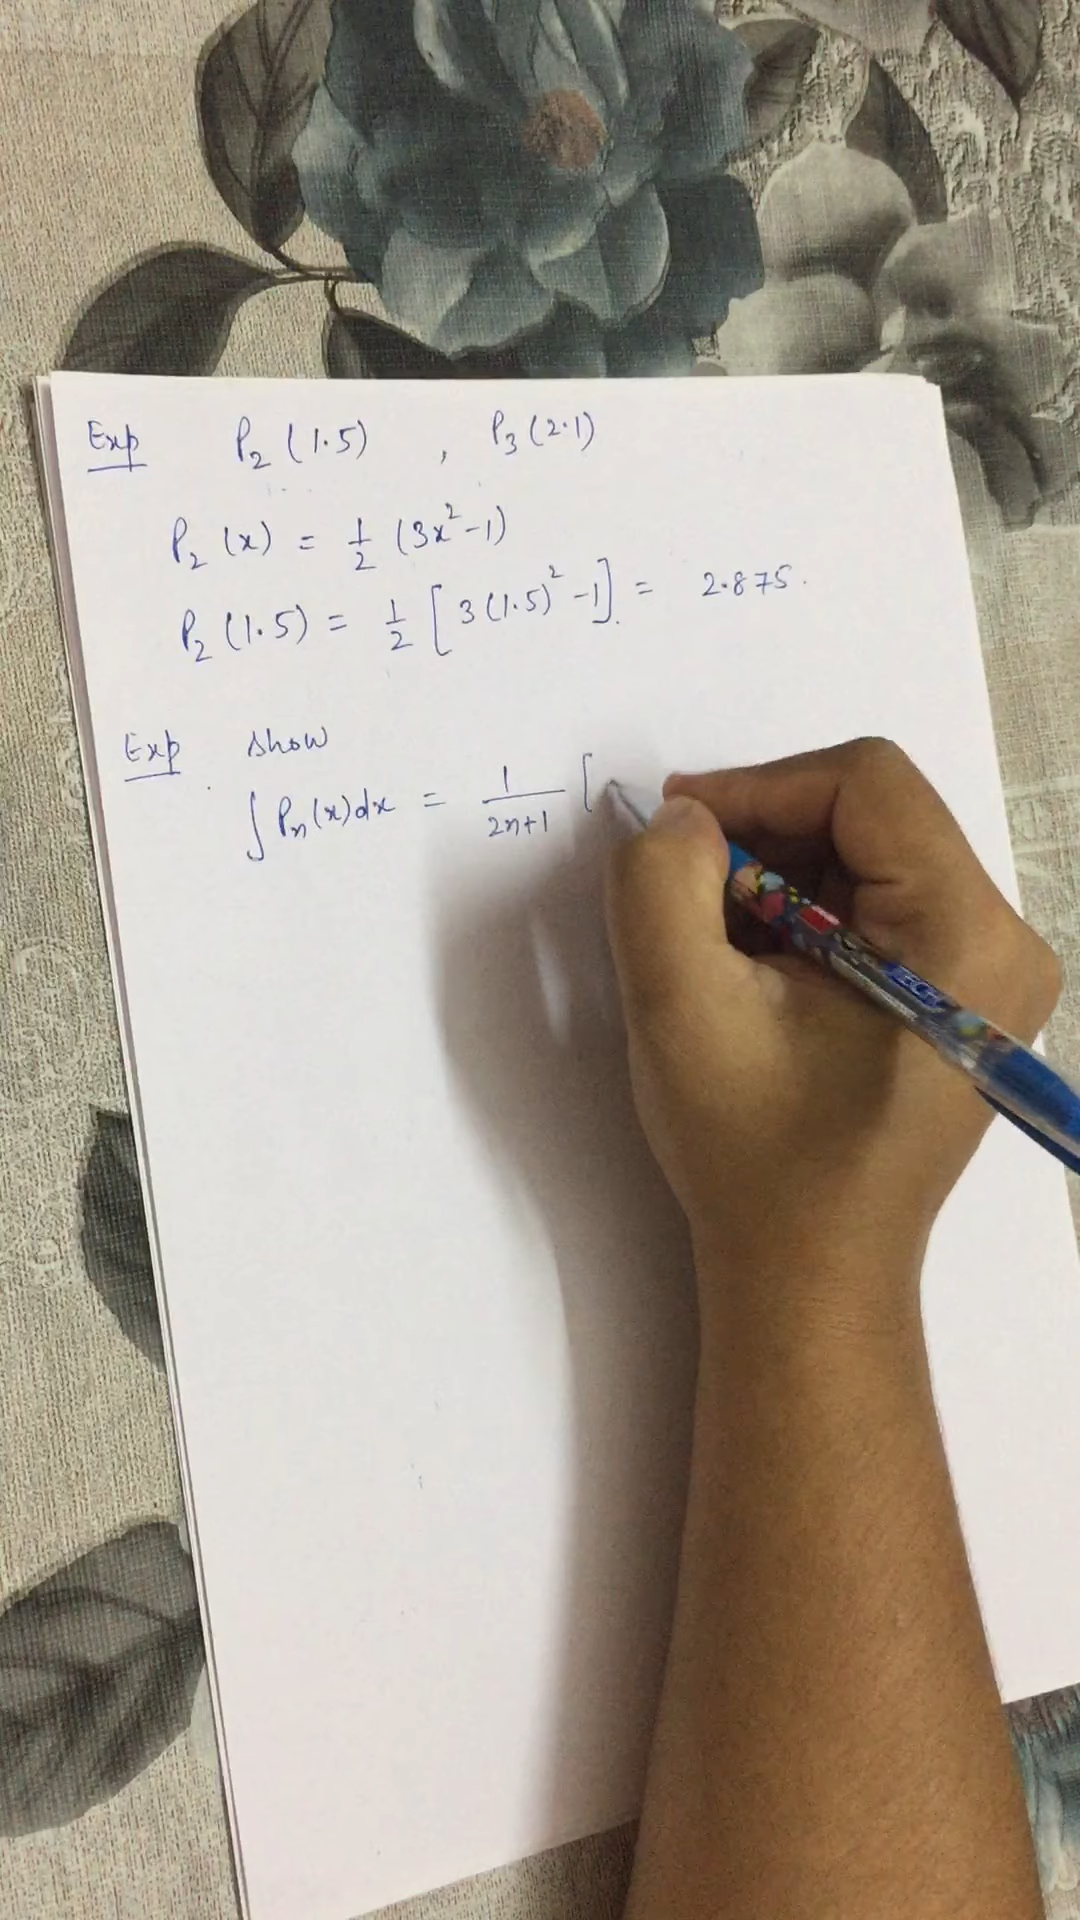 Exp P₂ (1.5) , P₃ (2.1)
P₂ (x) = 1/2 (3x² - 1)
P₂ (1.5) = 1/2 [3 (1.5)² - 1] = 2.875.
Exp show
∫ Pₙ(x) dx = 1/(2n+1) [